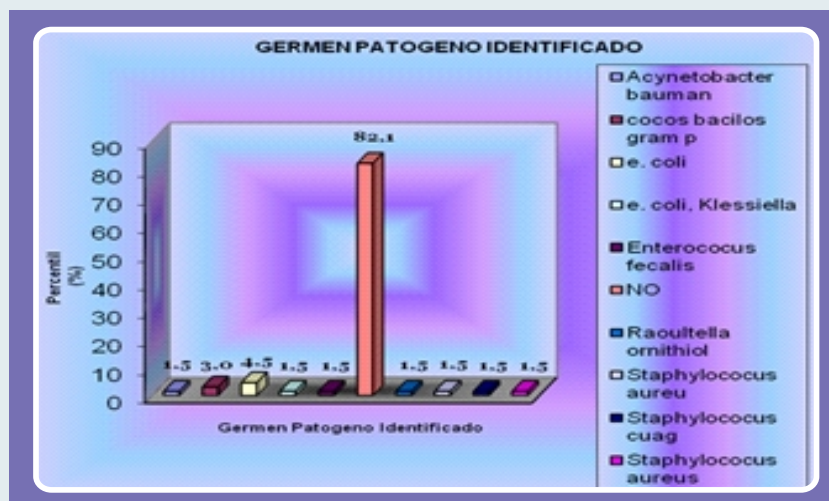 GERMEN PATOGENO IDENTIFICADO
90
80
70
60
50
40
30
20
10
0
Percentil
(%)
1.5
3.0
4.5
1.5
1.5
82.1
1.5
1.5
1.5
1.5
Germen Patogeno Identificado
Acynetobacter
bauman
cocos bacilos
gram p
e. coli
e. coli, Klessiella
Enterococus
fecalis
NO
Raoultella
ornithiol
Staphylococus
aureu
Staphylococus
cuag
Staphylococus
aureus